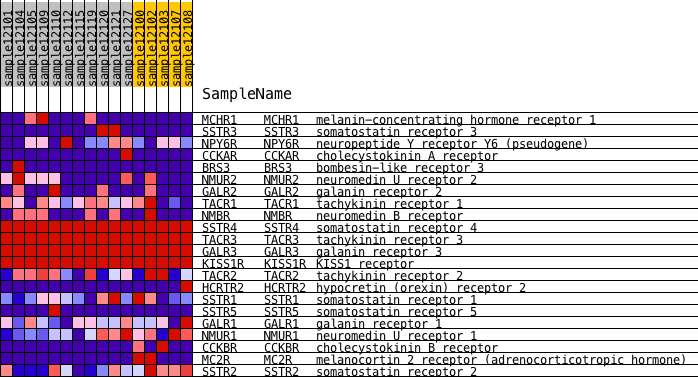 sample12101
sample12104
sample12105
sample12109
sample12110
sample12112
sample12115
sample12119
sample12120
sample12121
sample12127
sample12100
sample12102
sample12103
sample12107
sample12108
SampleName
MCHR1 MCHR1 melanin-concentrating hormone receptor 1
SSTR3 SSTR3 somatostatin receptor 3
NPY6R NPY6R neuropeptide Y receptor Y6 (pseudogene)
CCKAR CCKAR cholecystokinin A receptor
BRS3 BRS3 bombesin-like receptor 3
NMUR2 NMUR2 neuromedin U receptor 2
GALR2 GALR2 galanin receptor 2
TACR1 TACR1 tachykinin receptor 1
NMBR NMBR neuromedin B receptor
SSTR4 SSTR4 somatostatin receptor 4
TACR3 TACR3 tachykinin receptor 3
GALR3 GALR3 galanin receptor 3
KISS1R KISS1R KISS1 receptor
TACR2 TACR2 tachykinin receptor 2
HCRTR2 HCRTR2 hypocretin (orexin) receptor 2
SSTR1 SSTR1 somatostatin receptor 1
SSTR5 SSTR5 somatostatin receptor 5
GALR1 GALR1 galanin receptor 1
NMUR1 NMUR1 neuromedin U receptor 1
CCKBR CCKBR cholecystokinin B receptor
MC2R MC2R melanocortin 2 receptor (adrenocorticotropic hormone)
SSTR2 SSTR2 somatostatin receptor 2